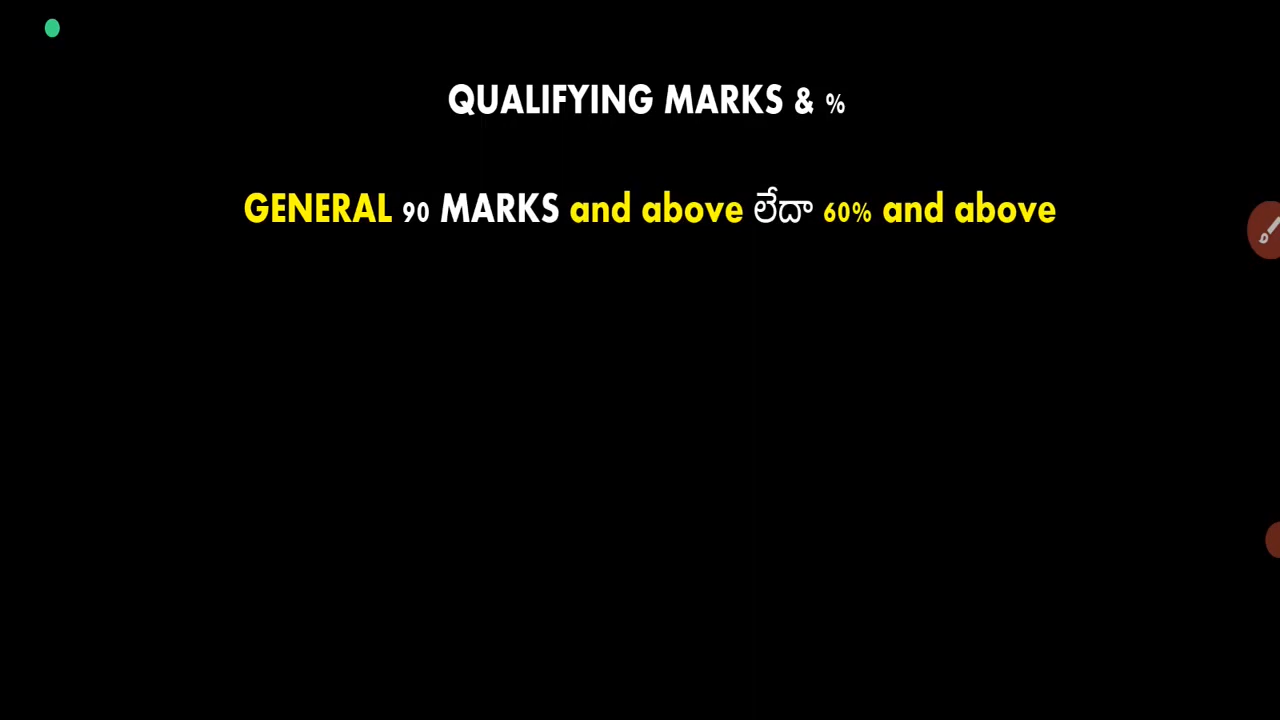 QUALIFYING MARKS & %
GENERAL 90 MARKS and above లేదా 60% and above